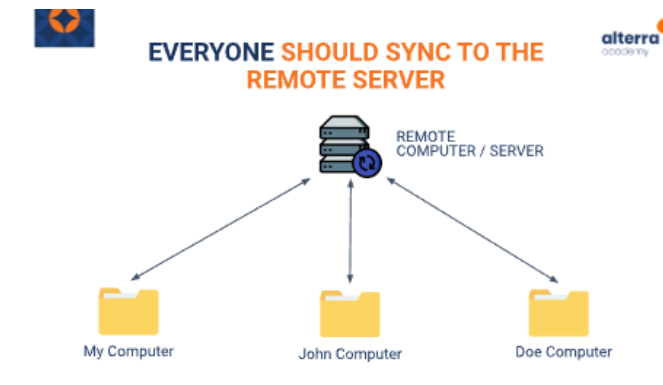 EVERYONE SHOULD SYNC TO THE
REMOTE SERVER
alterra
academy
REMOTE
COMPUTER / SERVER
My Computer
John Computer
Doe Computer